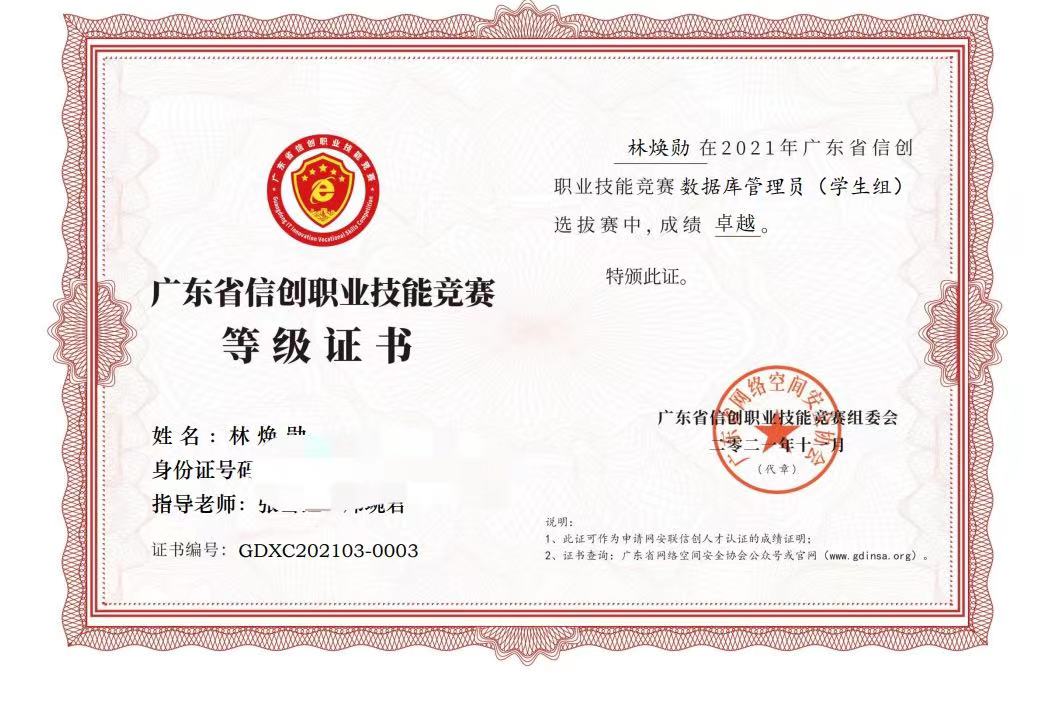 广东省信创职业技能竞赛
Guangdong IT Innovation Vocational Skills Competition
广东省信创职业技能竞赛
等级证书
姓名：林焕勋
身份证号码
指导老师：
证书编号：GDXC202103-0003
林焕勋 在2021年广东省信创
职业技能竞赛 数据库管理员（学生组）
选拔赛中，成绩 卓越。
特颁此证。
广东省信创职业技能竞赛组委会
二零二一年十一月
（代章）
广东省网络空间安全协会
说明：
1、此证可作为申请网安联信创人才认证的成绩证明；
2、证书查询：广东省网络空间安全协会公众号或官网（www.gdinsa.org）。